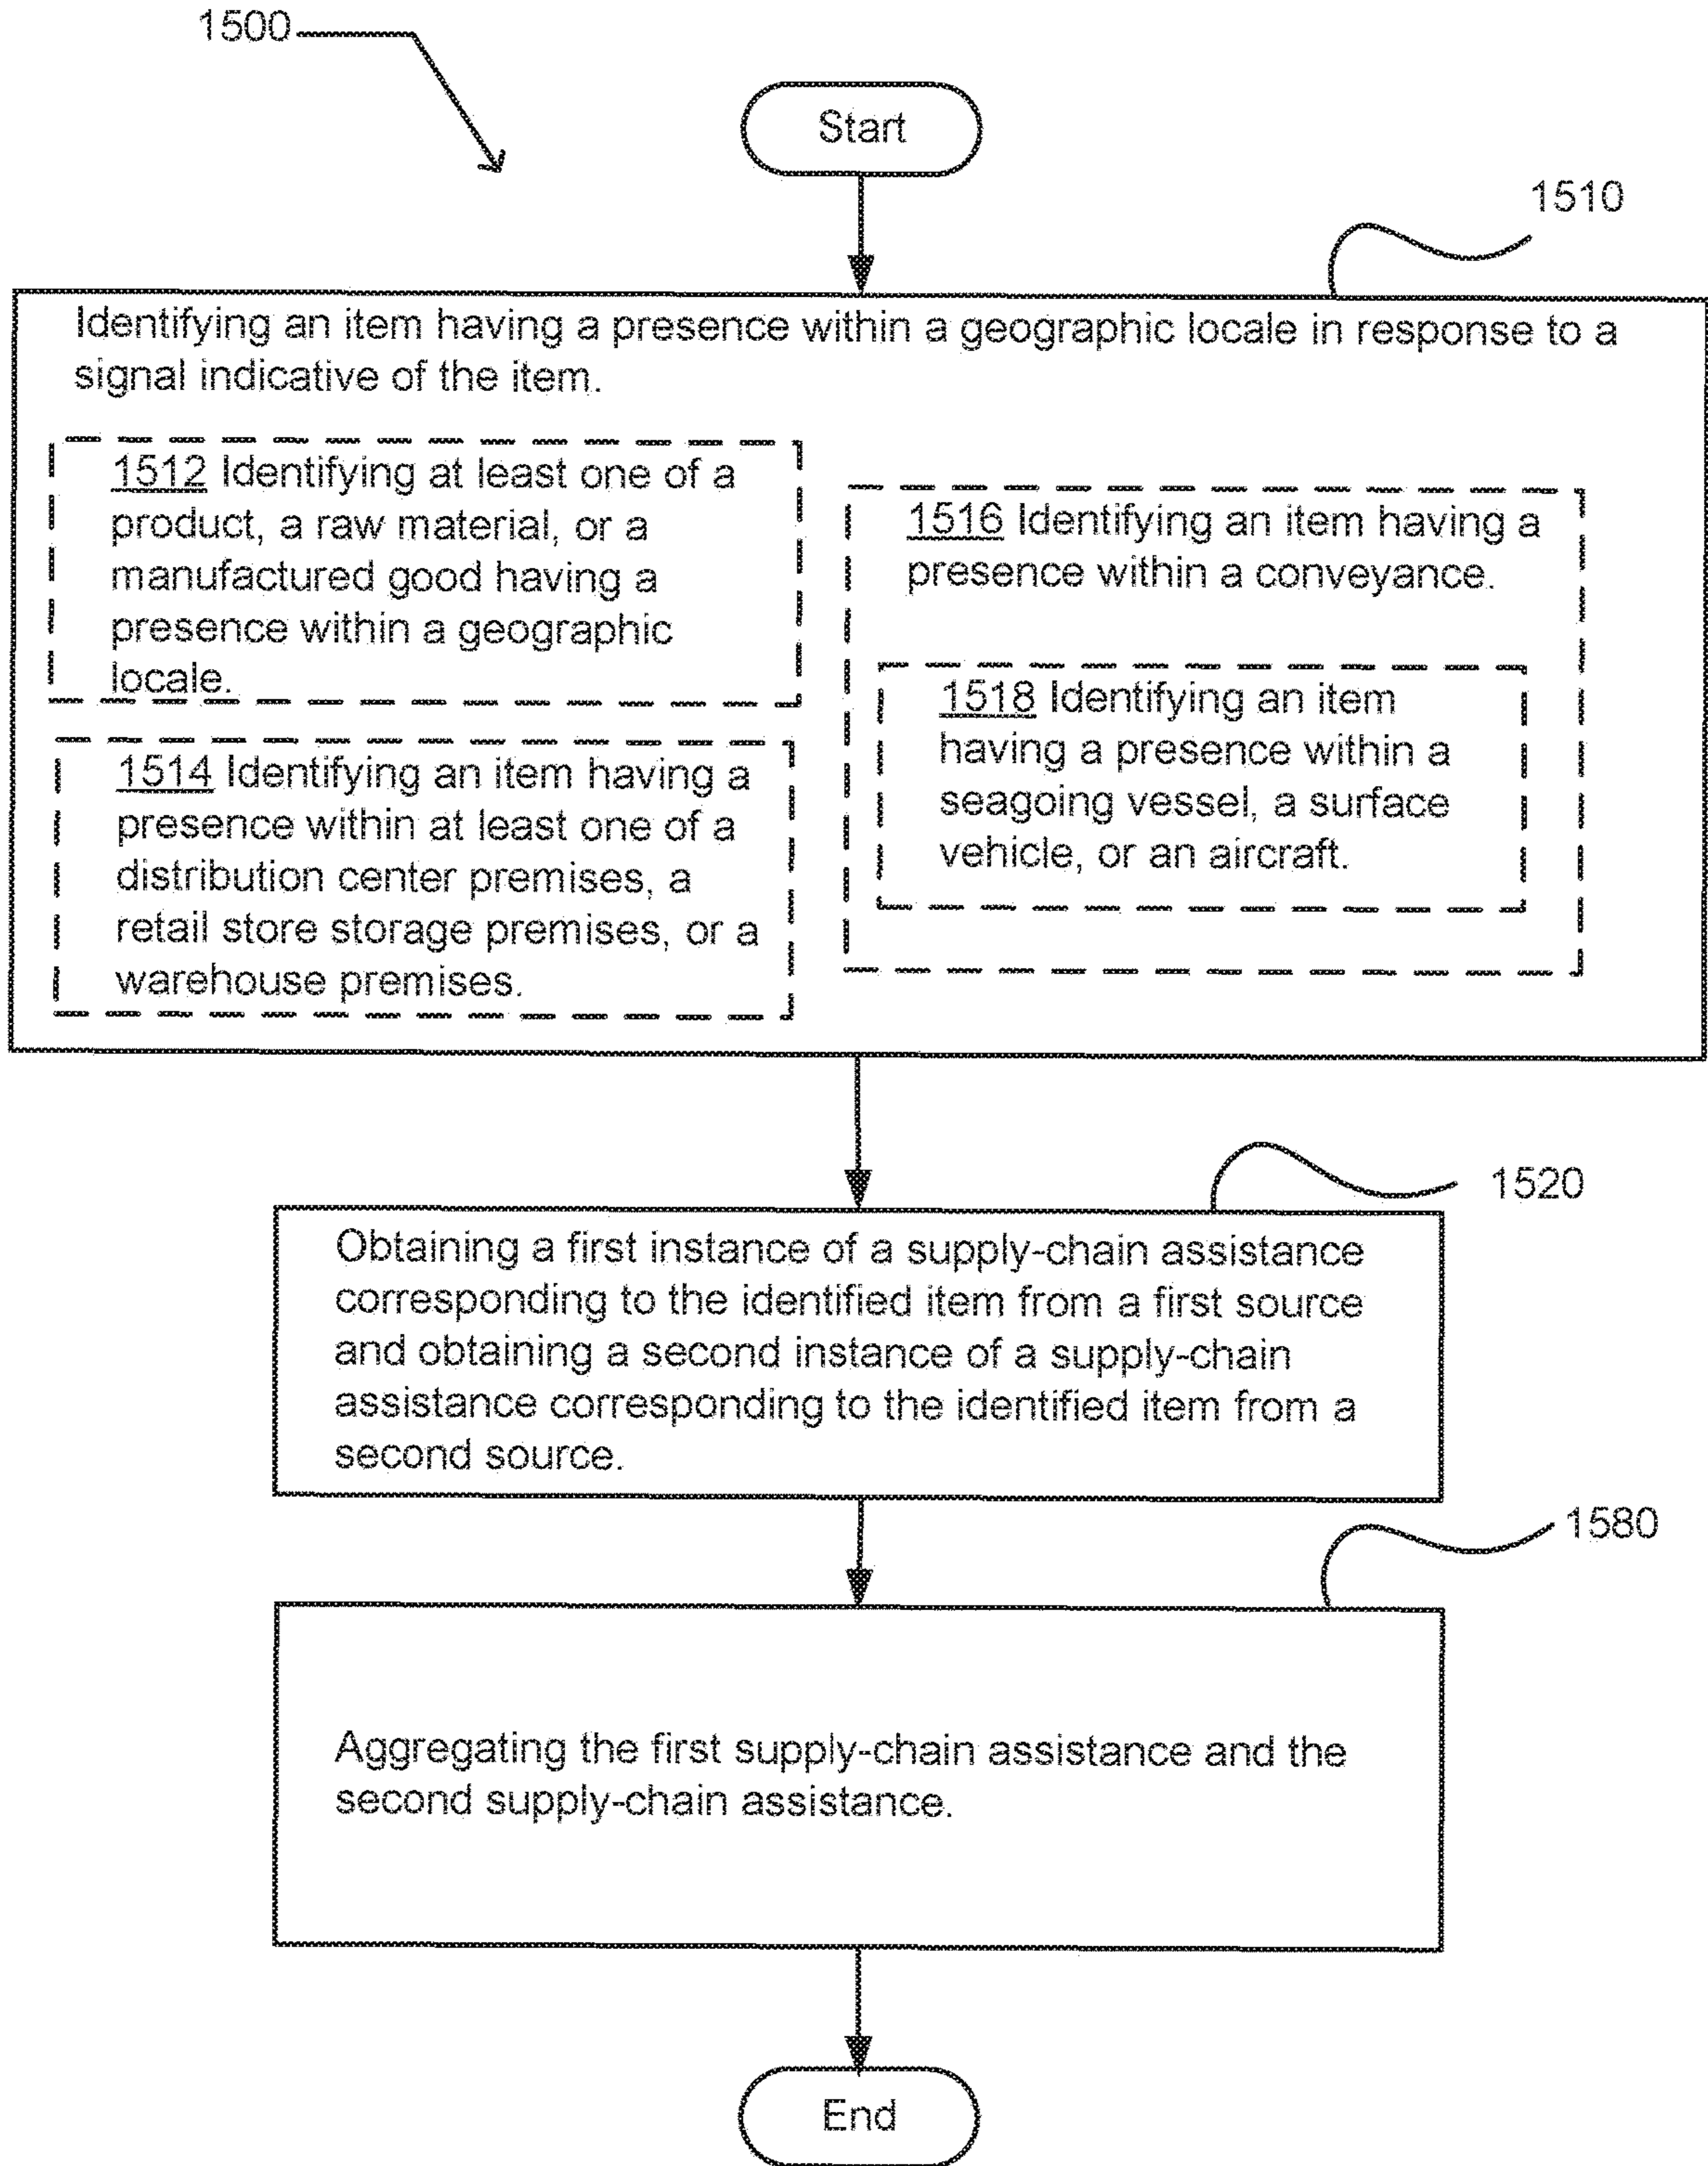 1500
Start
1510
Identifying an item having a presence within a geographic locale in response to a
signal indicative of the item.
1512 Identifying at least one of a
product, a raw material, or a
manufactured good having a
presence within a geographic
locale.
1514 Identifying an item having a
presence within at least one of a
distribution center premises, a
retail store storage premises, or a
warehouse premises.
1516 Identifying an item having a
presence within a conveyance.
1518 Identifying an item
having a presence within a
seagoing vessel, a surface
vehicle, or an aircraft.
1520
Obtaining a first instance of a supply-chain assistance
corresponding to the identified item from a first source
and obtaining a second instance of a supply-chain
assistance corresponding to the identified item from a
second source.
1580
Aggregating the first supply-chain assistance and the
second supply-chain assistance.
End